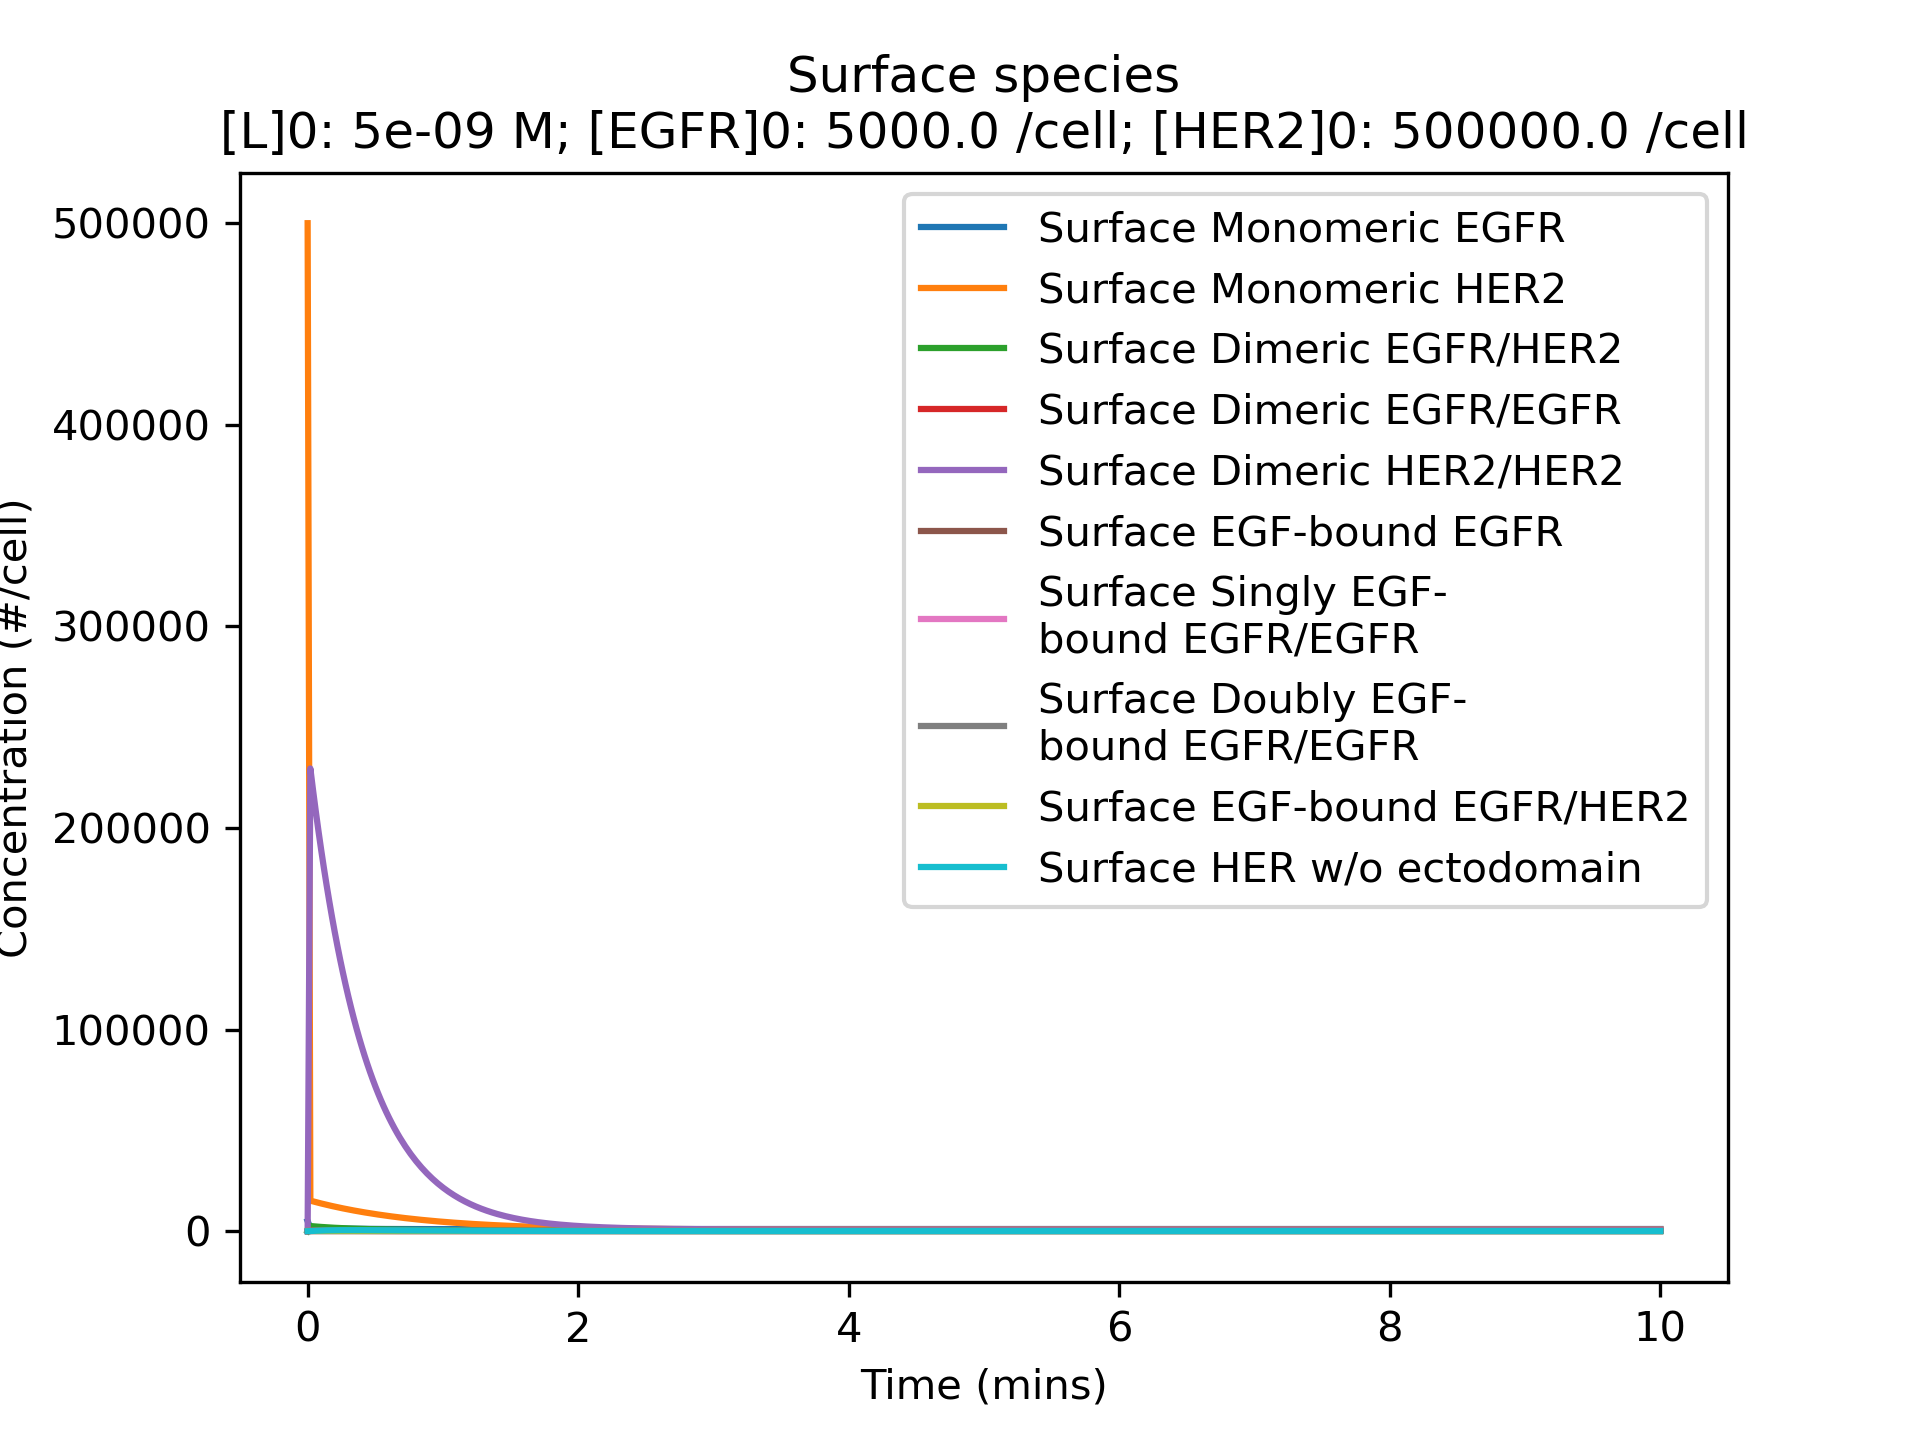 Surface species
[L]0: 5e-09 M; [EGFR]0: 5000.0 /cell; [HER2]0: 500000.0 /cell
500000
400000
300000
200000
100000
0
Concentration (#/cell)
Surface Monomeric EGFR
Surface Monomeric HER2
Surface Dimeric EGFR/HER2
Surface Dimeric EGFR/EGFR
Surface Dimeric HER2/HER2
Surface EGF-bound EGFR
Surface Singly EGF-
bound EGFR/EGFR
Surface Doubly EGF-
bound EGFR/EGFR
Surface EGF-bound EGFR/HER2
Surface HER w/o ectodomain
0 2 4 6 8 10
Time (mins)